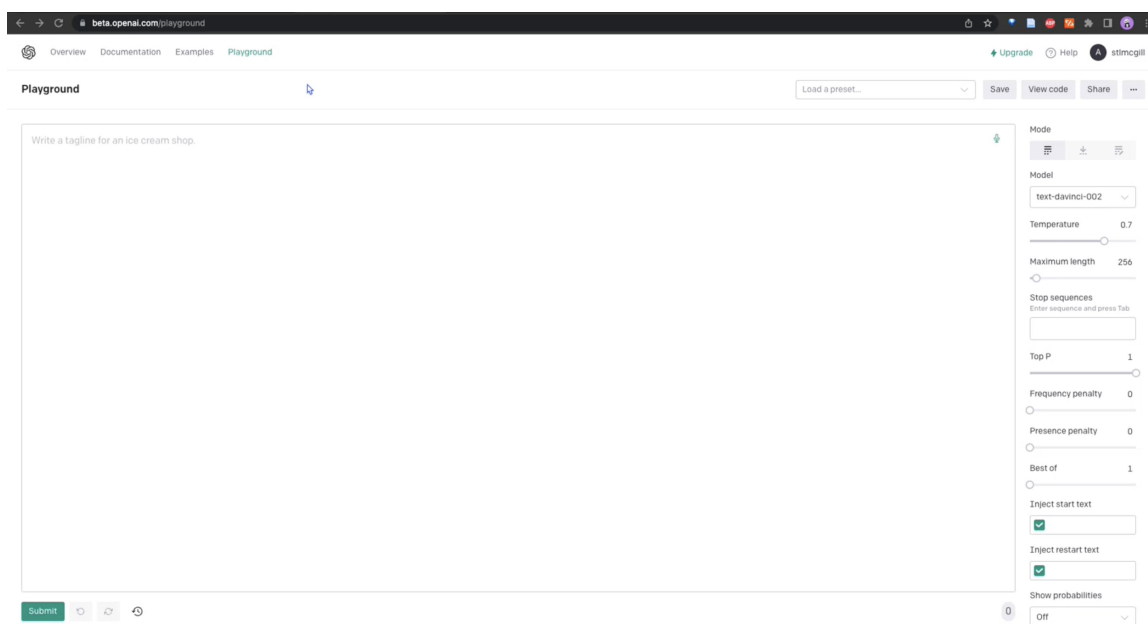 beta.openai.com/playground
Overview Documentation Examples Playground
Upgrade Help A stimcgill
Playground
Load a preset... Save View code Share ...
Write a tagline for an ice cream shop.
Mode
Model
text-davinci-002
Temperature 0.7
Maximum length 256
Stop sequences
Enter sequence and press Tab
Top P 1
Frequency penalty 0
Presence penalty 0
Best of 1
Inject start text
Inject restart text
Show probabilities
Off
Submit
0